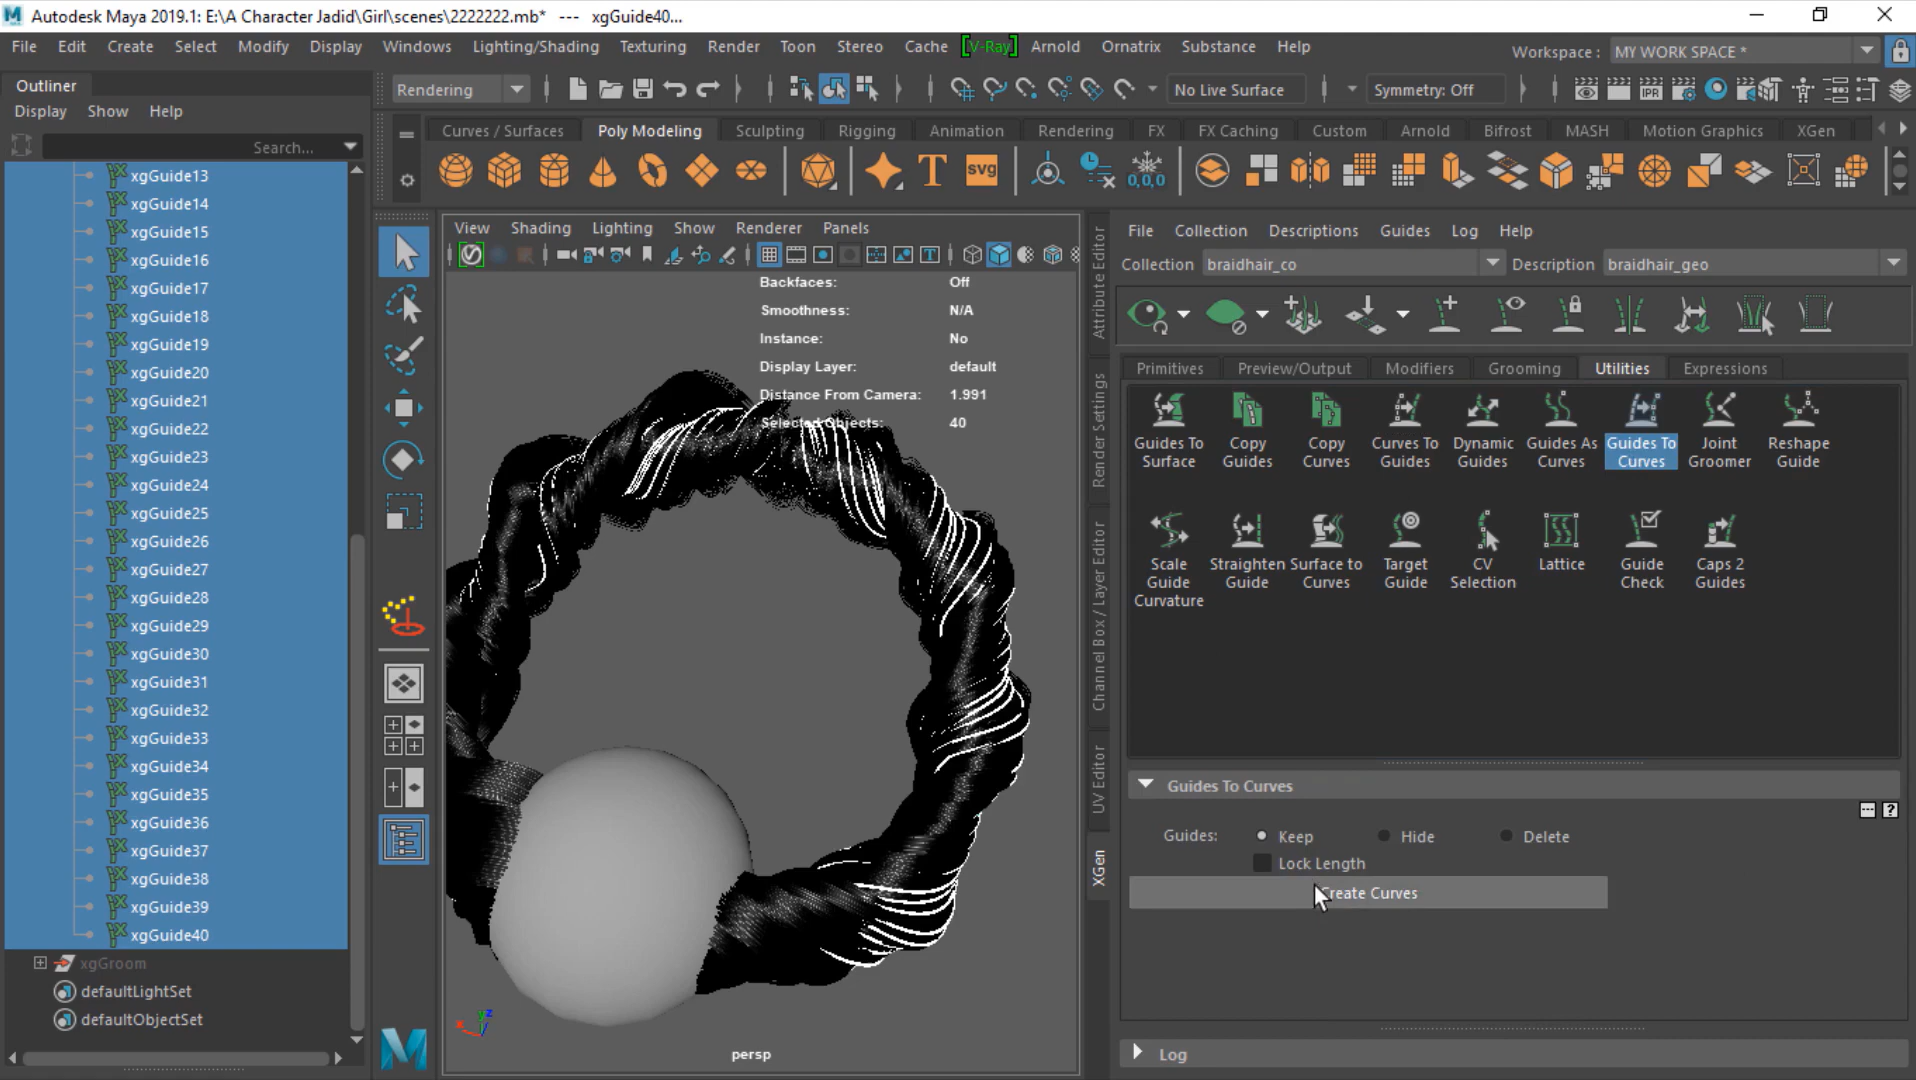 Autodesk Maya 2019.1: E:\A Character Jadid\Girl\scenes\2222222.mb* --- xgGuide40...
File Edit Create Select Modify Display Windows Lighting/Shading Texturing Render Toon Stereo Cache [V-Ray] Arnold Ornatrix Substance Help
Workspace : MY WORK SPACE *
Outliner
Display Show Help
Search...
Rendering
No Live Surface
Symmetry: Off
IPR
Curves / Surfaces Poly Modeling Sculpting Rigging Animation Rendering FX FX Caching Custom Arnold Bifrost MASH Motion Graphics XGen
T svg 0,0,0
xgGuide13
xgGuide14
xgGuide15
xgGuide16
xgGuide17
xgGuide18
xgGuide19
xgGuide20
xgGuide21
xgGuide22
xgGuide23
xgGuide24
xgGuide25
xgGuide26
xgGuide27
xgGuide28
xgGuide29
xgGuide30
xgGuide31
xgGuide32
xgGuide33
xgGuide34
xgGuide35
xgGuide36
xgGuide37
xgGuide38
xgGuide39
xgGuide40
xgGroom
defaultLightSet
defaultObjectSet
View Shading Lighting Show Renderer Panels
Backfaces: Off
Smoothness: N/A
Instance: No
Display Layer: default
Distance From Camera: 1.991
Selected Objects: 40
persp
Attribute Editor
Render Settings
Channel Box / Layer Editor
UV Editor
XGen
File Collection Descriptions Guides Log Help
Collection braidhair_co Description braidhair_geo
Primitives Preview/Output Modifiers Grooming Utilities Expressions
Guides To Surface
Copy Guides
Copy Curves
Curves To Guides
Dynamic Guides
Guides As Curves
Guides To Curves
Joint Groomer
Reshape Guide
Scale Guide Curvature
Straighten Guide
Surface to Curves
Target Guide
CV Selection
Lattice
Guide Check
Caps 2 Guides
Guides To Curves
Guides: Keep Hide Delete
Lock Length
Create Curves
Log